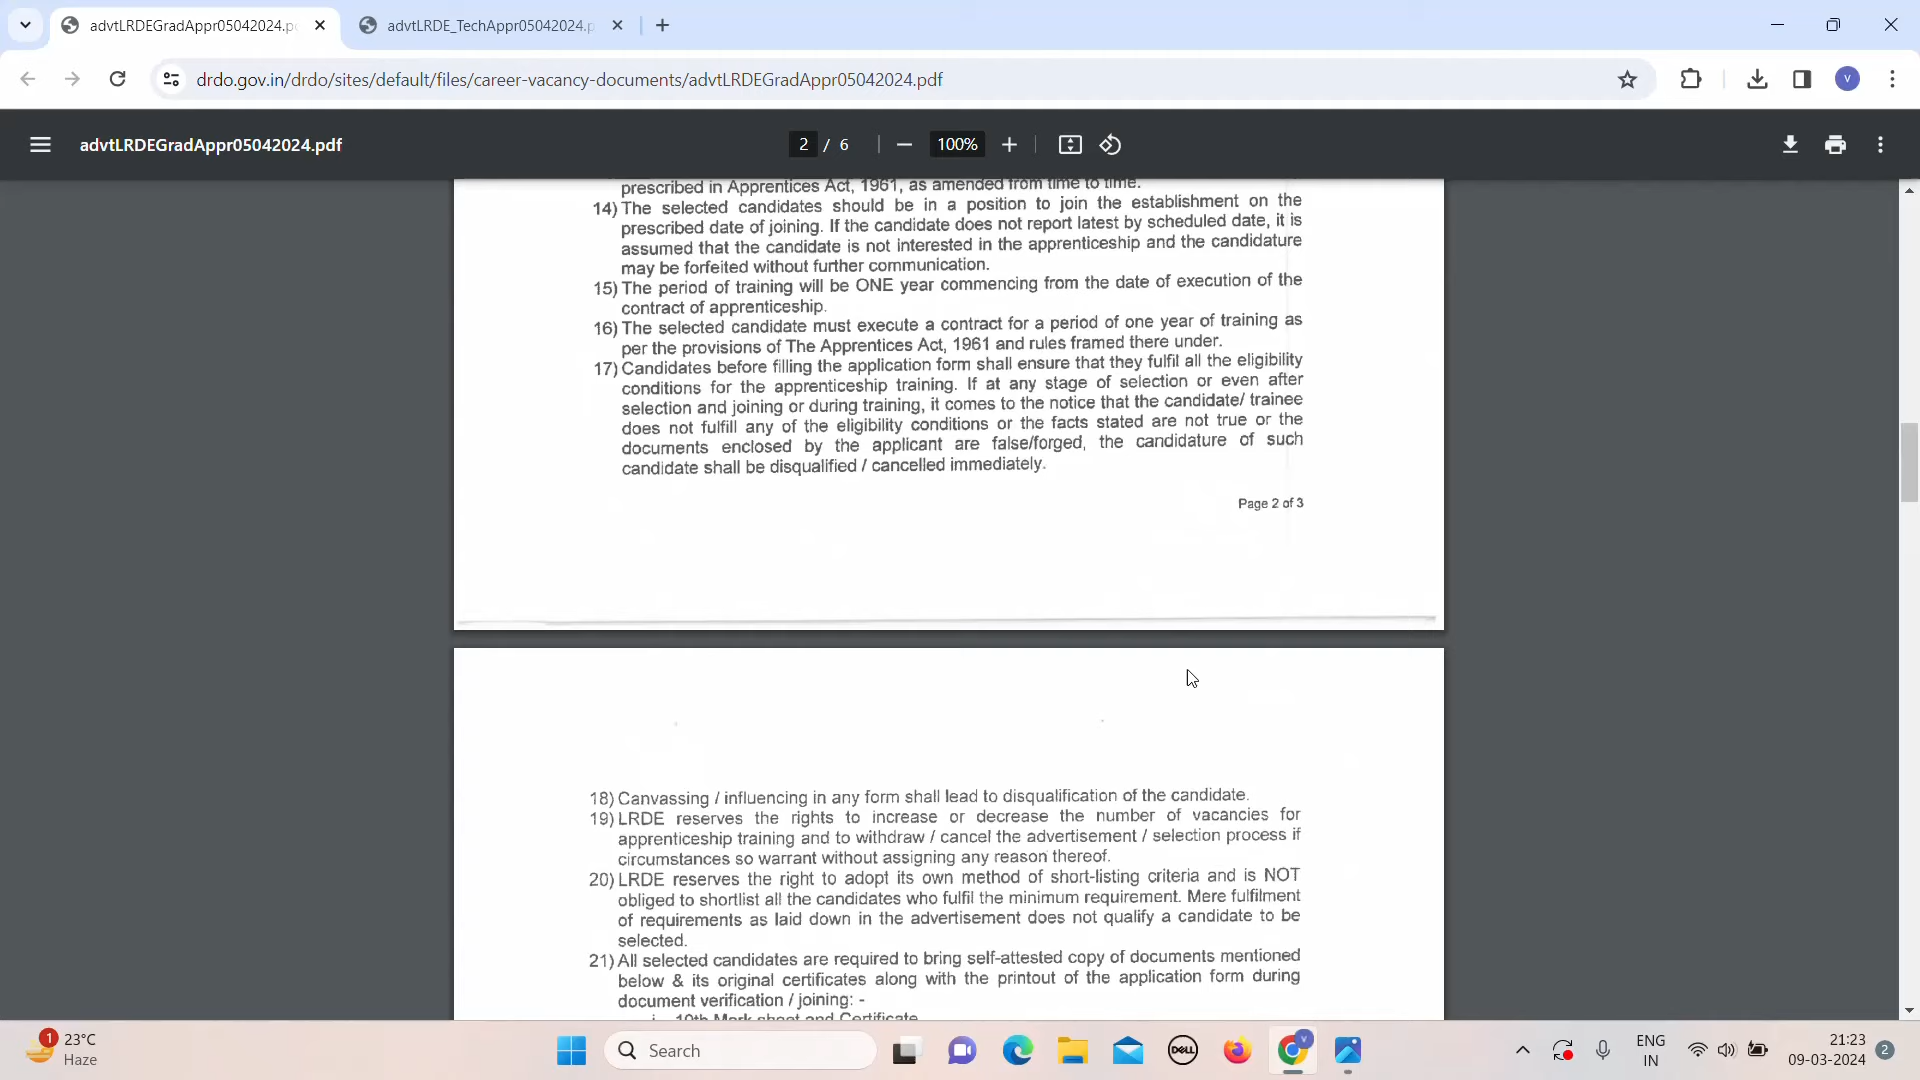 advtLRDEGradAppr05042024.p
advtLRDE_TechAppr05042024.p
drdo.gov.in/drdo/sites/default/files/career-vacancy-documents/advtLRDEGradAppr05042024.pdf
V
advtLRDEGradAppr05042024.pdf
2 / 6
100%
prescribed in Apprentices Act, 1961, as amended from time to time.
14) The selected candidates should be in a position to join the establishment on the
prescribed date of joining. If the candidate does not report latest by scheduled date, it is
assumed that the candidate is not interested in the apprenticeship and the candidature
may be forfeited without further communication.
15) The period of training will be ONE year commencing from the date of execution of the
contract of apprenticeship.
16) The selected candidate must execute a contract for a period of one year of training as
per the provisions of The Apprentices Act, 1961 and rules framed there under.
17) Candidates before filling the application form shall ensure that they fulfil all the eligibility
conditions for the apprenticeship training. If at any stage of selection or even after
selection and joining or during training, it comes to the notice that the candidate/ trainee
does not fulfill any of the eligibility conditions or the facts stated are not true or the
documents enclosed by the applicant are false/forged, the candidature of such
candidate shall be disqualified / cancelled immediately.
Page 2 of 3
18) Canvassing / influencing in any form shall lead to disqualification of the candidate.
19) LRDE reserves the rights to increase or decrease the number of vacancies for
apprenticeship training and to withdraw / cancel the advertisement / selection process if
circumstances so warrant without assigning any reason thereof.
20) LRDE reserves the right to adopt its own method of short-listing criteria and is NOT
obliged to shortlist all the candidates who fulfil the minimum requirement. Mere fulfilment
of requirements as laid down in the advertisement does not qualify a candidate to be
selected.
21) All selected candidates are required to bring self-attested copy of documents mentioned
below & its original certificates along with the printout of the application form during
document verification / joining: -
i. 10th Mark sheet and Certificate
1
23°C
Haze
Search
DELL
V
ENG
IN
21:23
09-03-2024
2